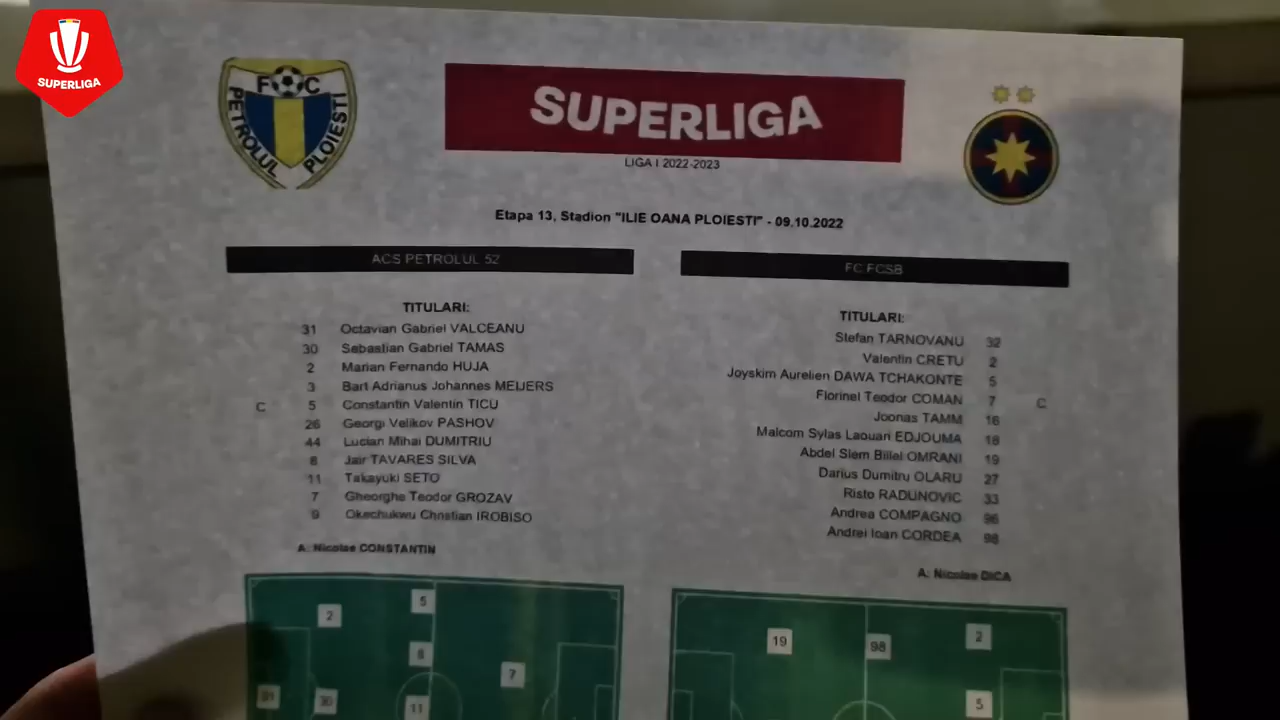 SUPERLIGA
FC
PETROLUL PLOIESTI
SUPERLIGA
LIGA I 2022-2023
Etapa 13, Stadion "ILIE OANA PLOIESTI" - 09.10.2022
ACS PETROLUL 52
TITULARI:
31 Octavian Gabriel VALCEANU
30 Sebastian Gabriel TAMAS
2 Marian Fernando HUJA
3 Bart Adrianus Johannes MEIJERS
C 5 Constantin Valentin TICU
26 Georgi Velikov PASHOV
44 Lucian Mihai DUMITRIU
8 Jair TAVARES SILVA
11 Takayuki SETO
7 Gheorghe Teodor GROZAV
9 Okechukwu Christian IROBISO
A: Nicolae CONSTANTIN
FC FCSB
TITULARI:
Stefan TARNOVANU 32
Valentin CRETU 2
Joyskim Aurelien DAWA TCHAKONTE 5
Florinel Teodor COMAN 7 C
Joonas TAMM 16
Malcom Sylas Laouan EDJOUMA 18
Abdel Siem Billel OMRANI 19
Darius Dumitru OLARU 27
Risto RADUNOVIC 33
Andrea COMPAGNO 96
Andrei Ioan CORDEA 98
A: Nicolae DICA
2 5
8 7
31 30 11
19 98 2
5